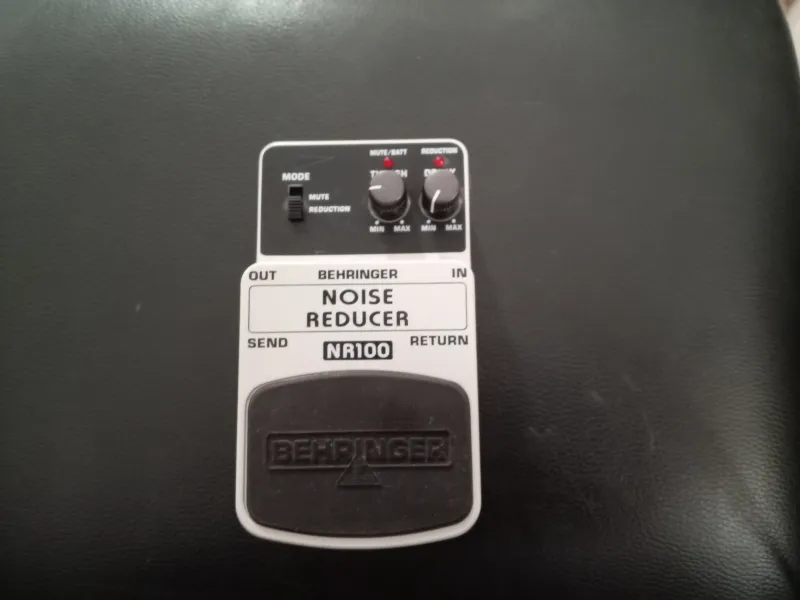 MUTE/BATT REDUCTION
MODE
MUTE
REDUCTION
MIN MAX MIN MAX
OUT BEHRINGER IN
NOISE
REDUCER
SEND NR100 RETURN
BEHRINGER